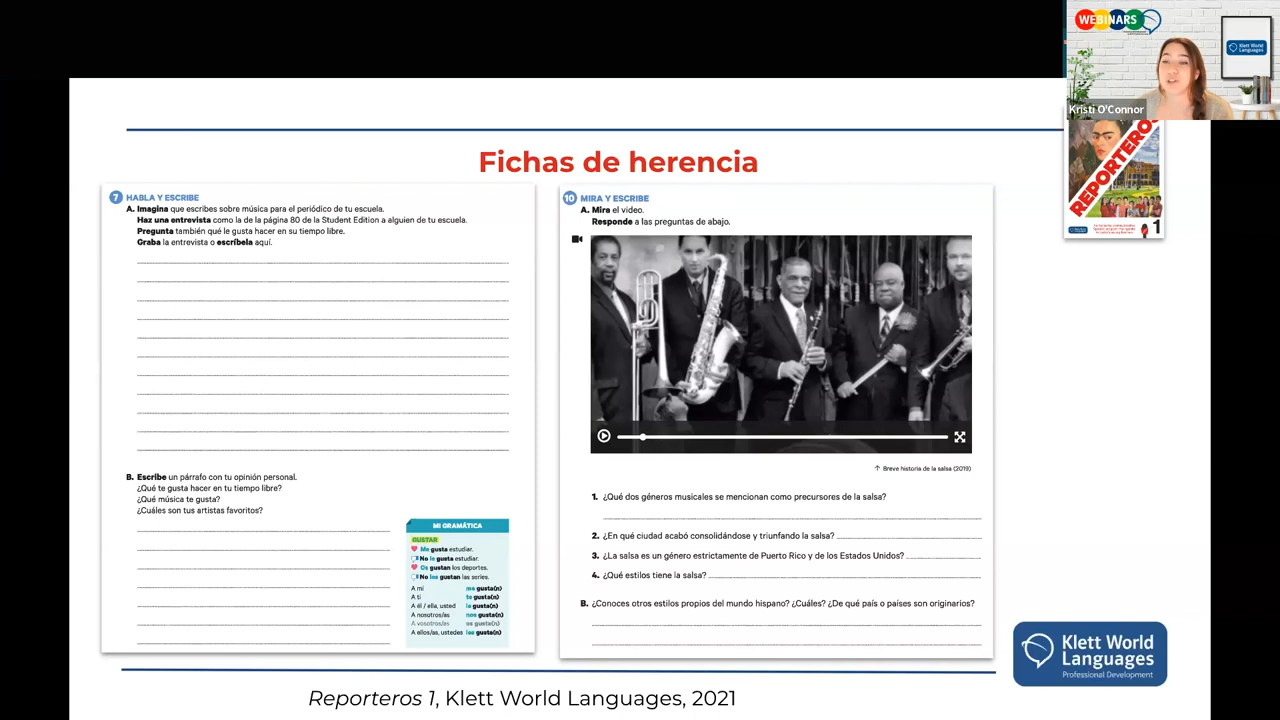 WEBINARS
Klett World
Languages
Kristi O'Connor
REPORTEROS
1
Fichas de herencia
7 HABLA Y ESCRIBE
A. Imagina que escribes sobre música para el periódico de tu escuela.
Haz una entrevista como la de la página 80 de la Student Edition a alguien de tu escuela.
Pregunta también qué le gusta hacer en su tiempo libre.
Graba la entrevista o escríbela aquí.
B. Escribe un párrafo con tu opinión personal.
¿Qué te gusta hacer en tu tiempo libre?
¿Qué música te gusta?
¿Cuáles son tus artistas favoritos?
MI GRAMÁTICA
GUSTAR
Me gusta estudiar.
No le gusta estudiar.
Os gustan los deportes.
No les gustan las series.
A mí me gusta(n)
A ti te gusta(n)
A él / ella, usted le gusta(n)
A nosotros/as nos gusta(n)
A vosotros/as os gusta(n)
A ellos/as, ustedes les gusta(n)
10 MIRA Y ESCRIBE
A. Mira el video.
Responde a las preguntas de abajo.
↑ Breve historia de la salsa (2019)
1. ¿Qué dos géneros musicales se mencionan como precursores de la salsa?
2. ¿En qué ciudad acabó consolidándose y triunfando la salsa?
3. ¿La salsa es un género estrictamente de Puerto Rico y de los Estados Unidos?
4. ¿Qué estilos tiene la salsa?
B. ¿Conoces otros estilos propios del mundo hispano? ¿Cuáles? ¿De qué país o países son originarios?
Klett World
Languages
Professional Development
Reporteros 1, Klett World Languages, 2021